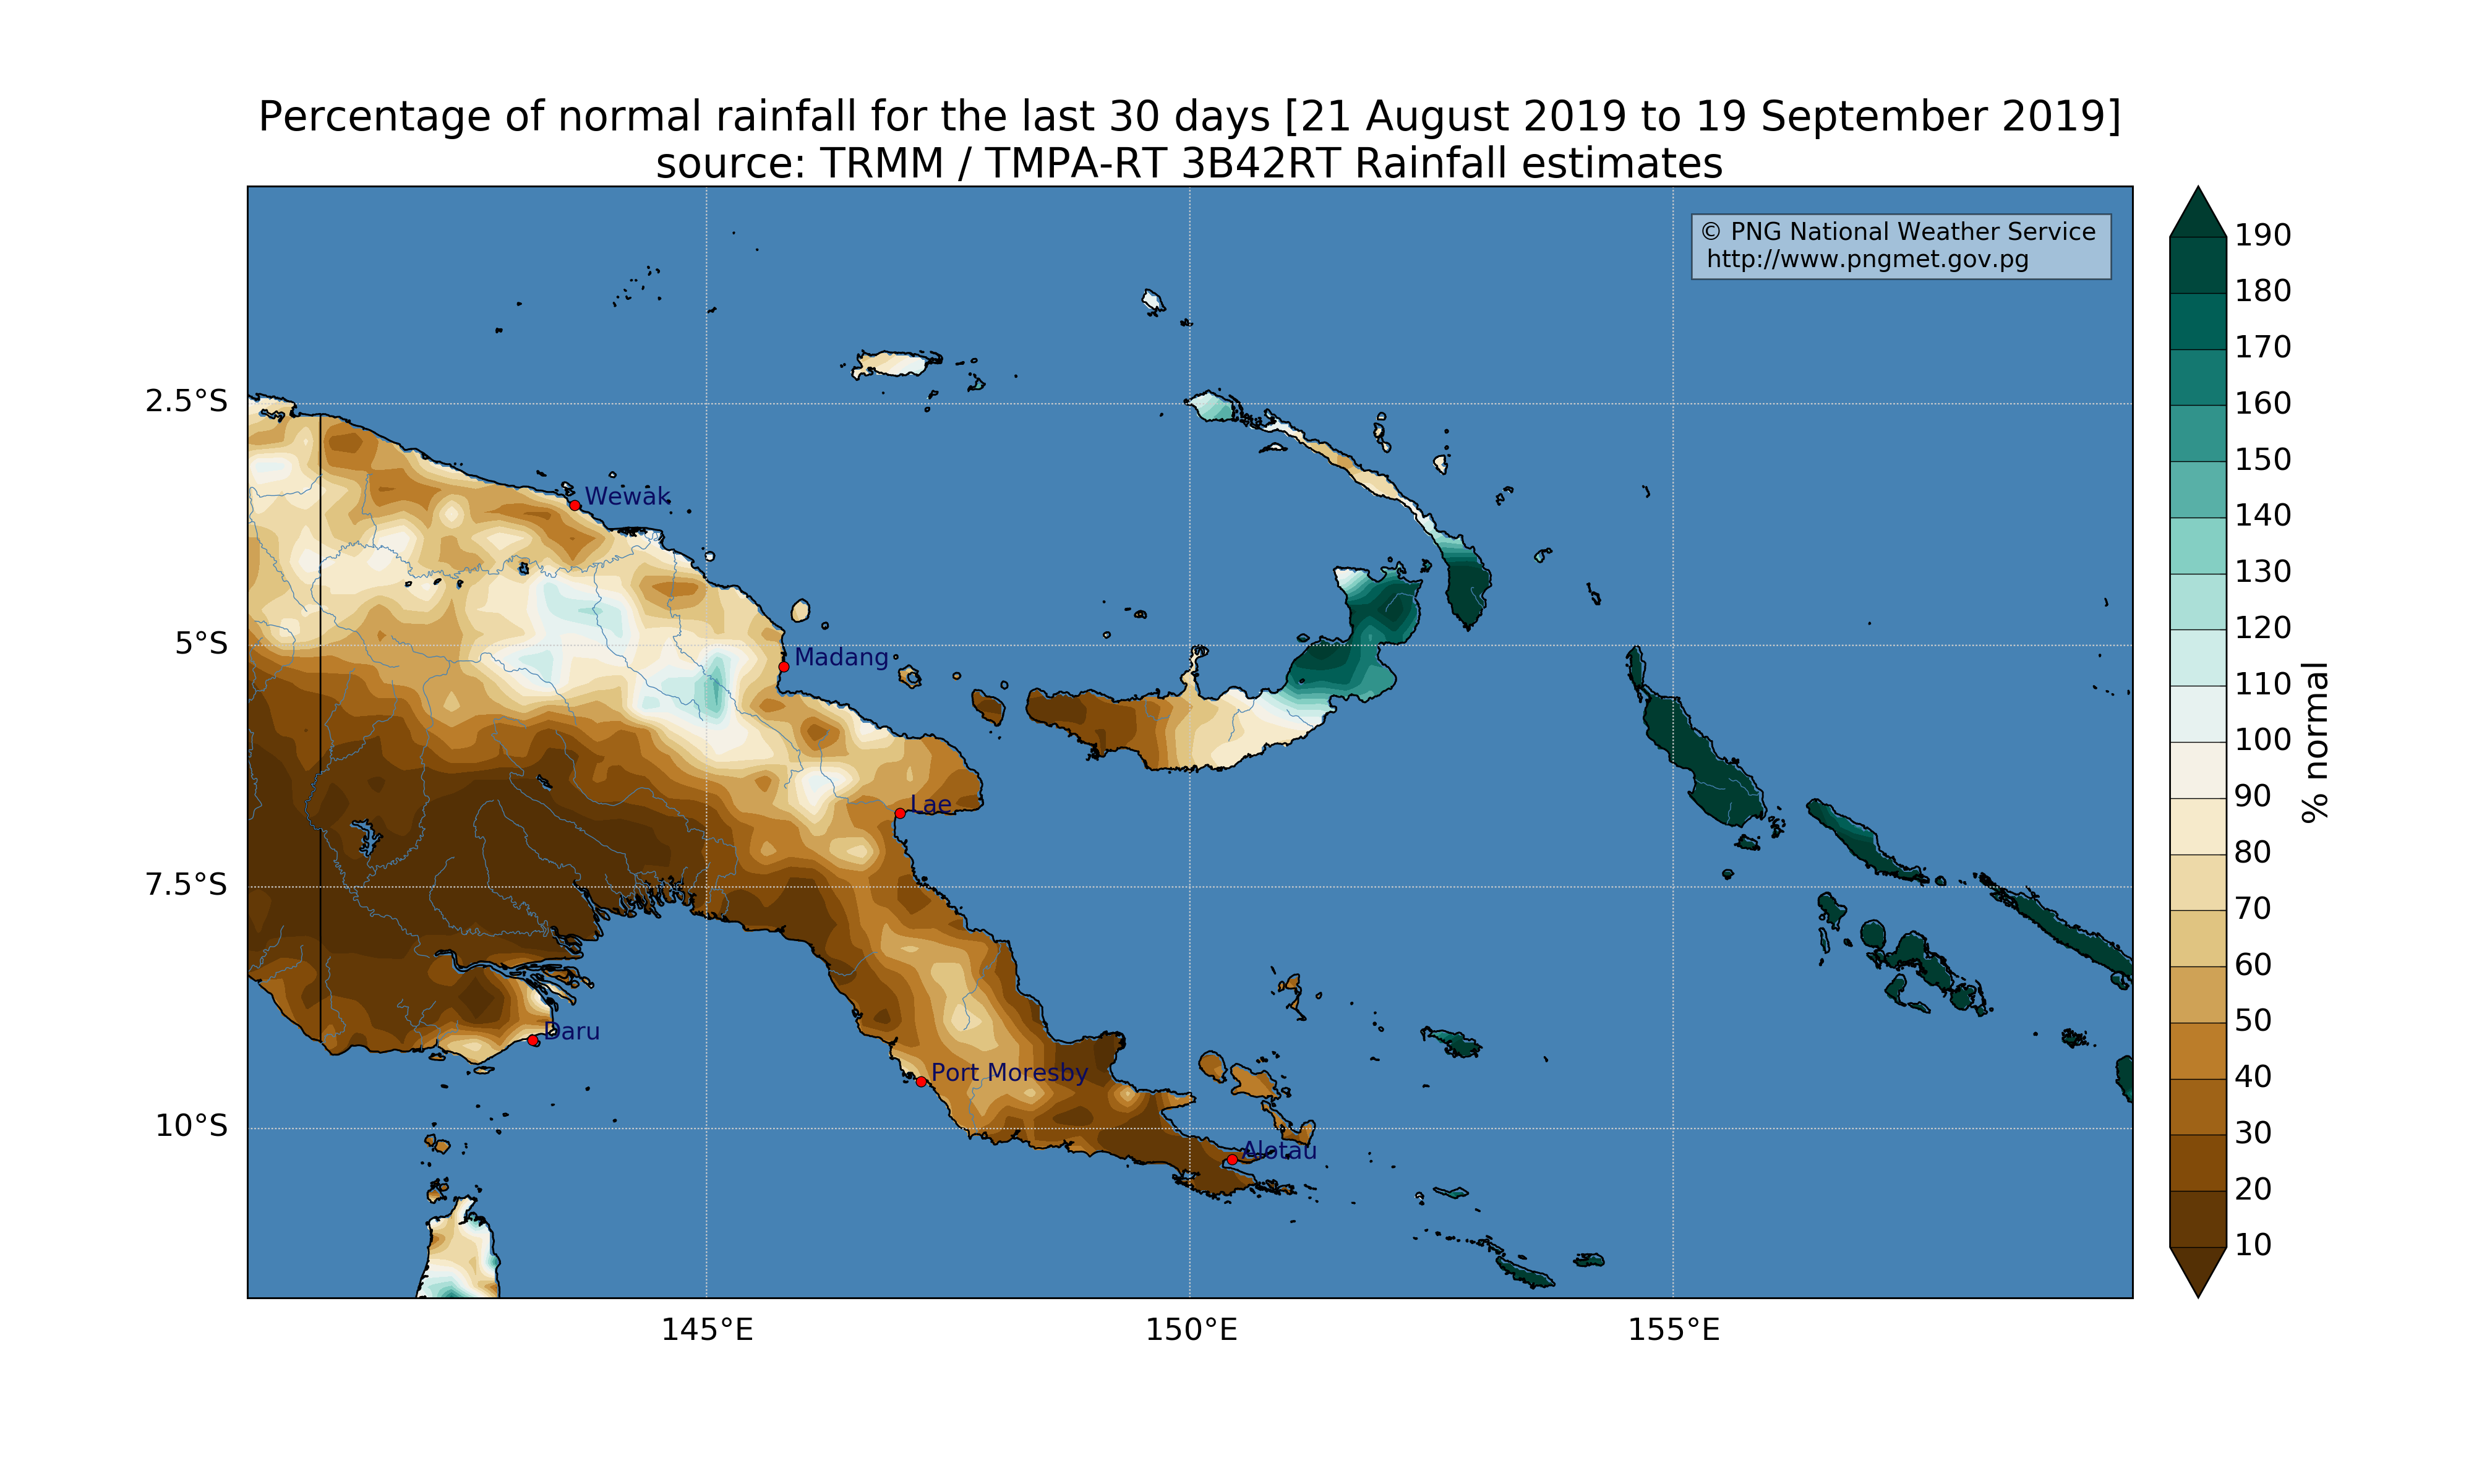 Percentage of normal rainfall for the last 30 days [21 August 2019 to 19 September 2019]
source: TRMM / TMPA-RT 3B42RT Rainfall estimates
© PNG National Weather Service
http://www.pngmet.gov.pg
2.5°S
5°S
7.5°S
10°S
Wewak
Madang
Lae
Daru
Port Moresby
Alotau
145°E
150°E
155°E
190
180
170
160
150
140
130
120
110
100
90
80
70
60
50
40
30
20
10
% normal